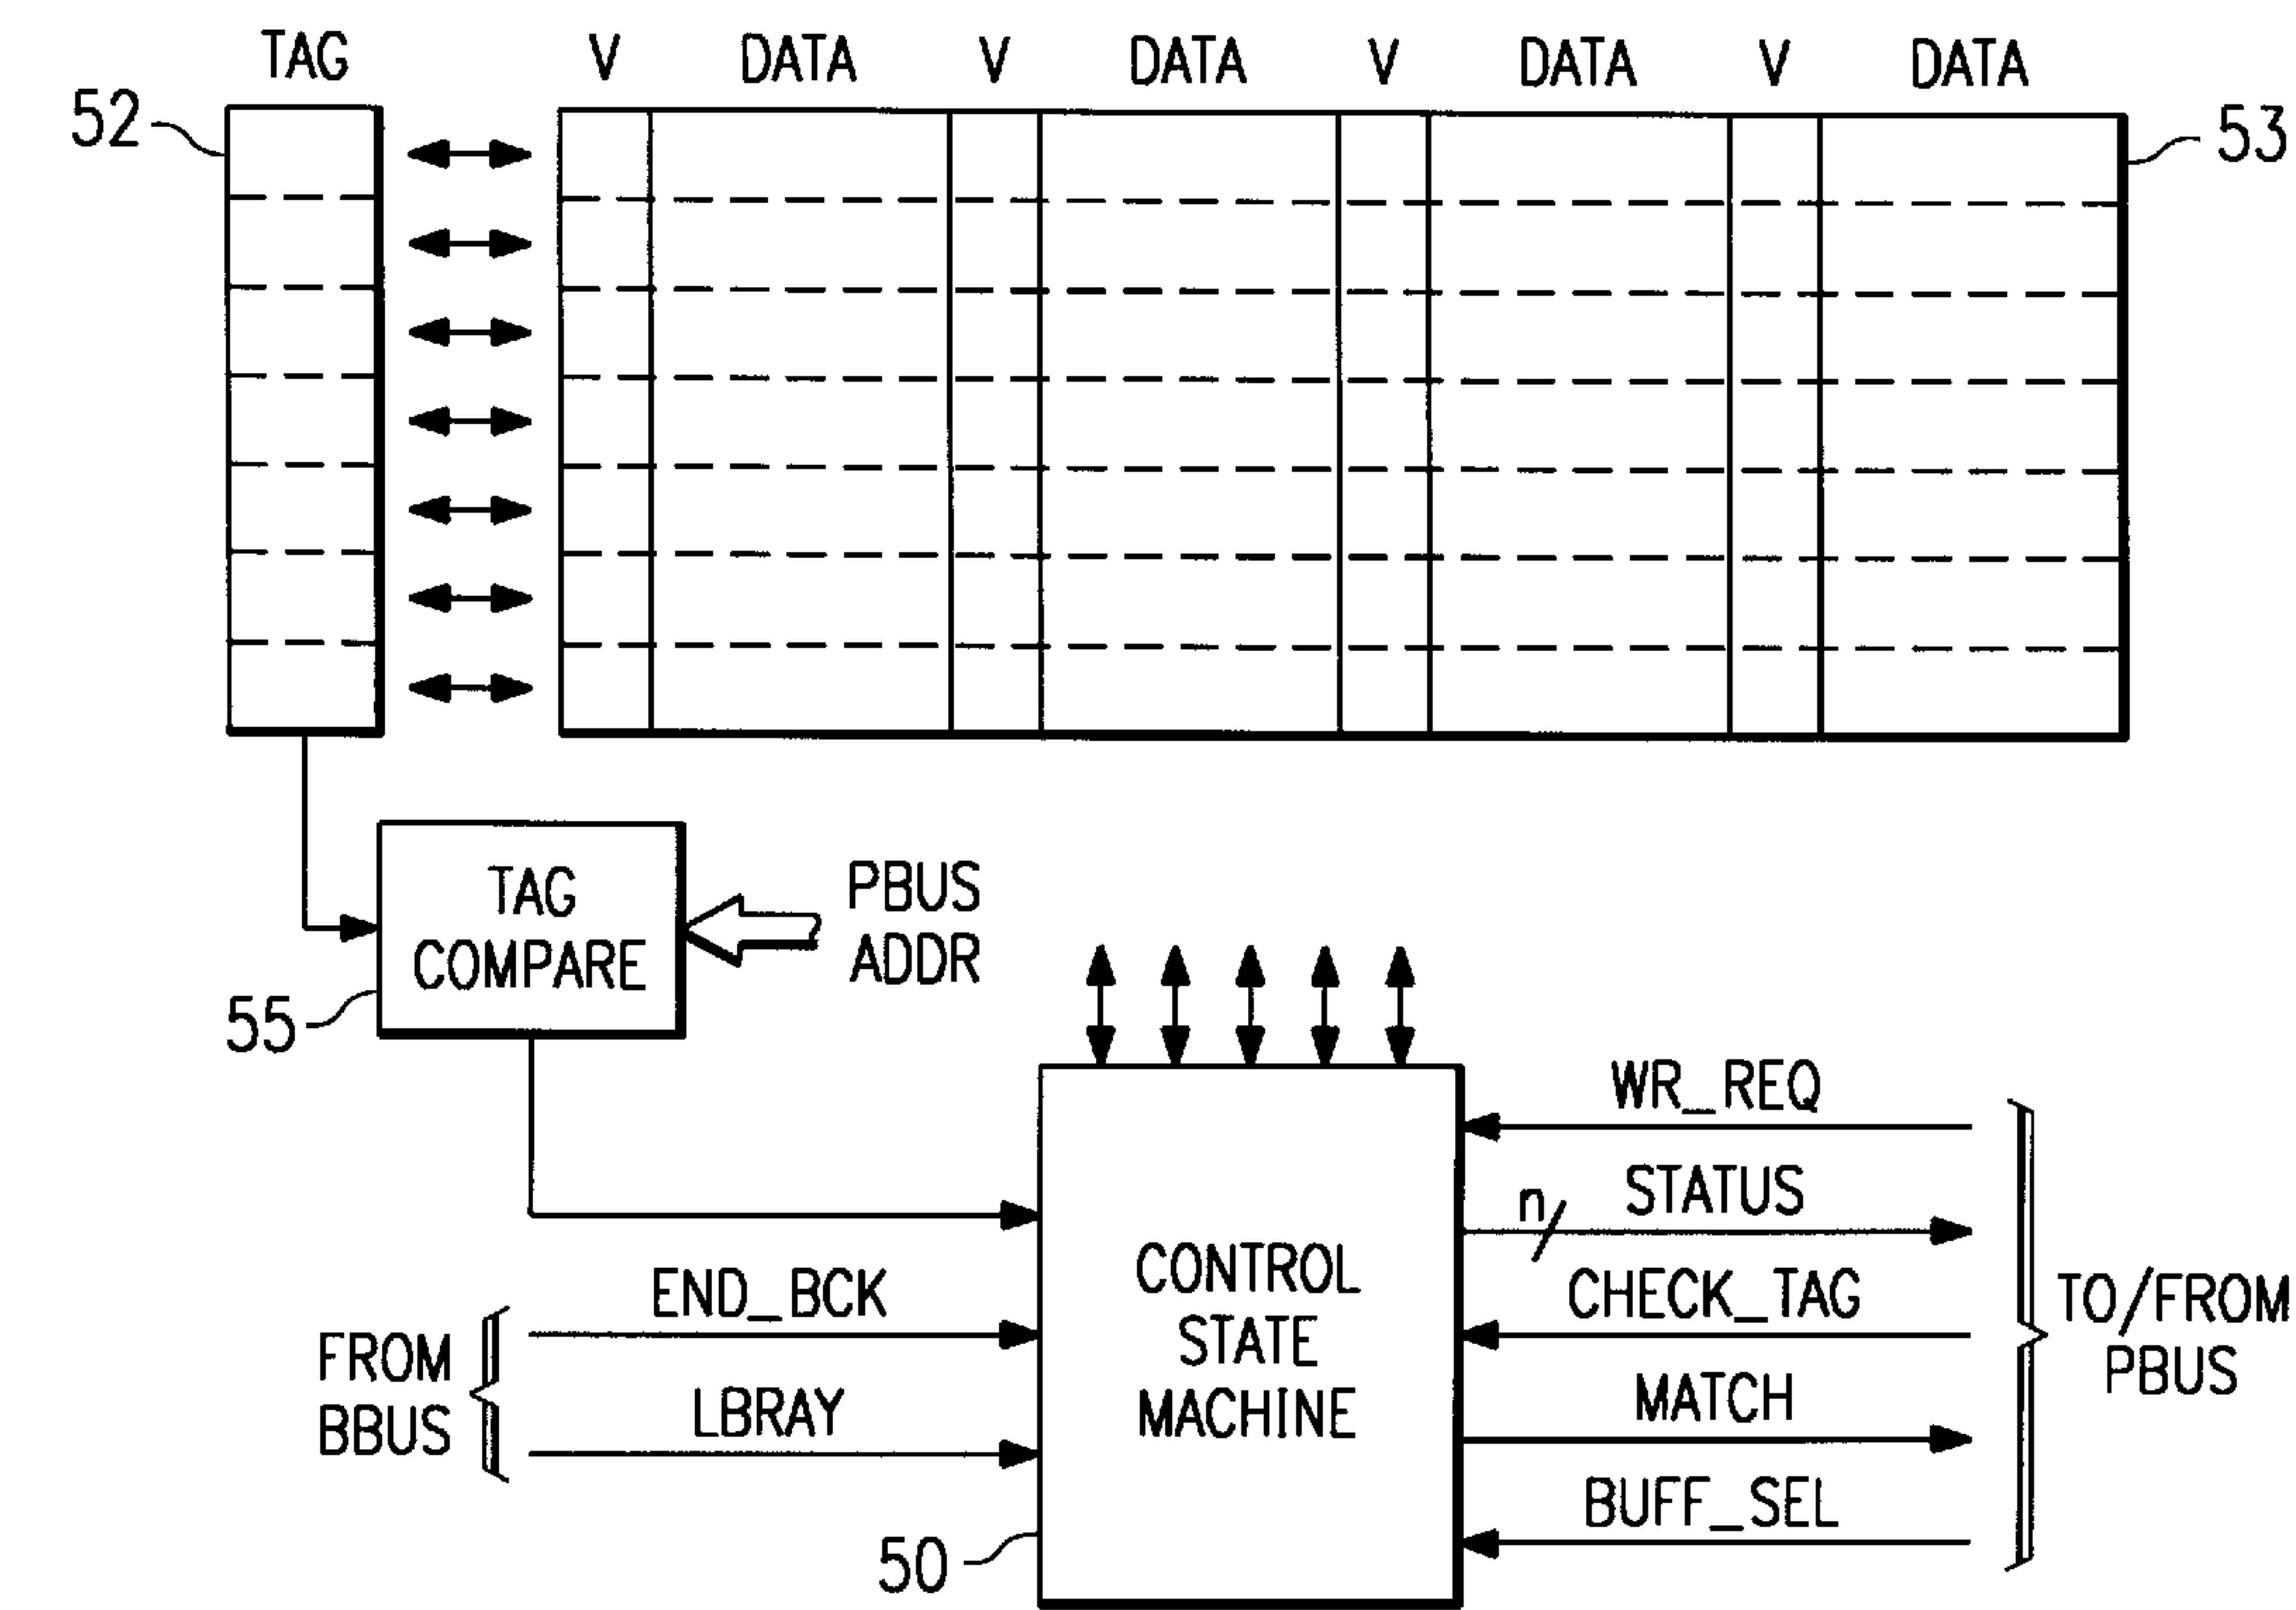 TAG V DATA V DATA V DATA V DATA
52
53
TAG
COMPARE
PBUS
ADDR
55
WR_REQ
STATUS
n
CHECK_TAG
MATCH
BUFF_SEL
TO/FROM
PBUS
CONTROL
STATE
MACHINE
END_BCK
LBRAY
FROM
BBUS
50